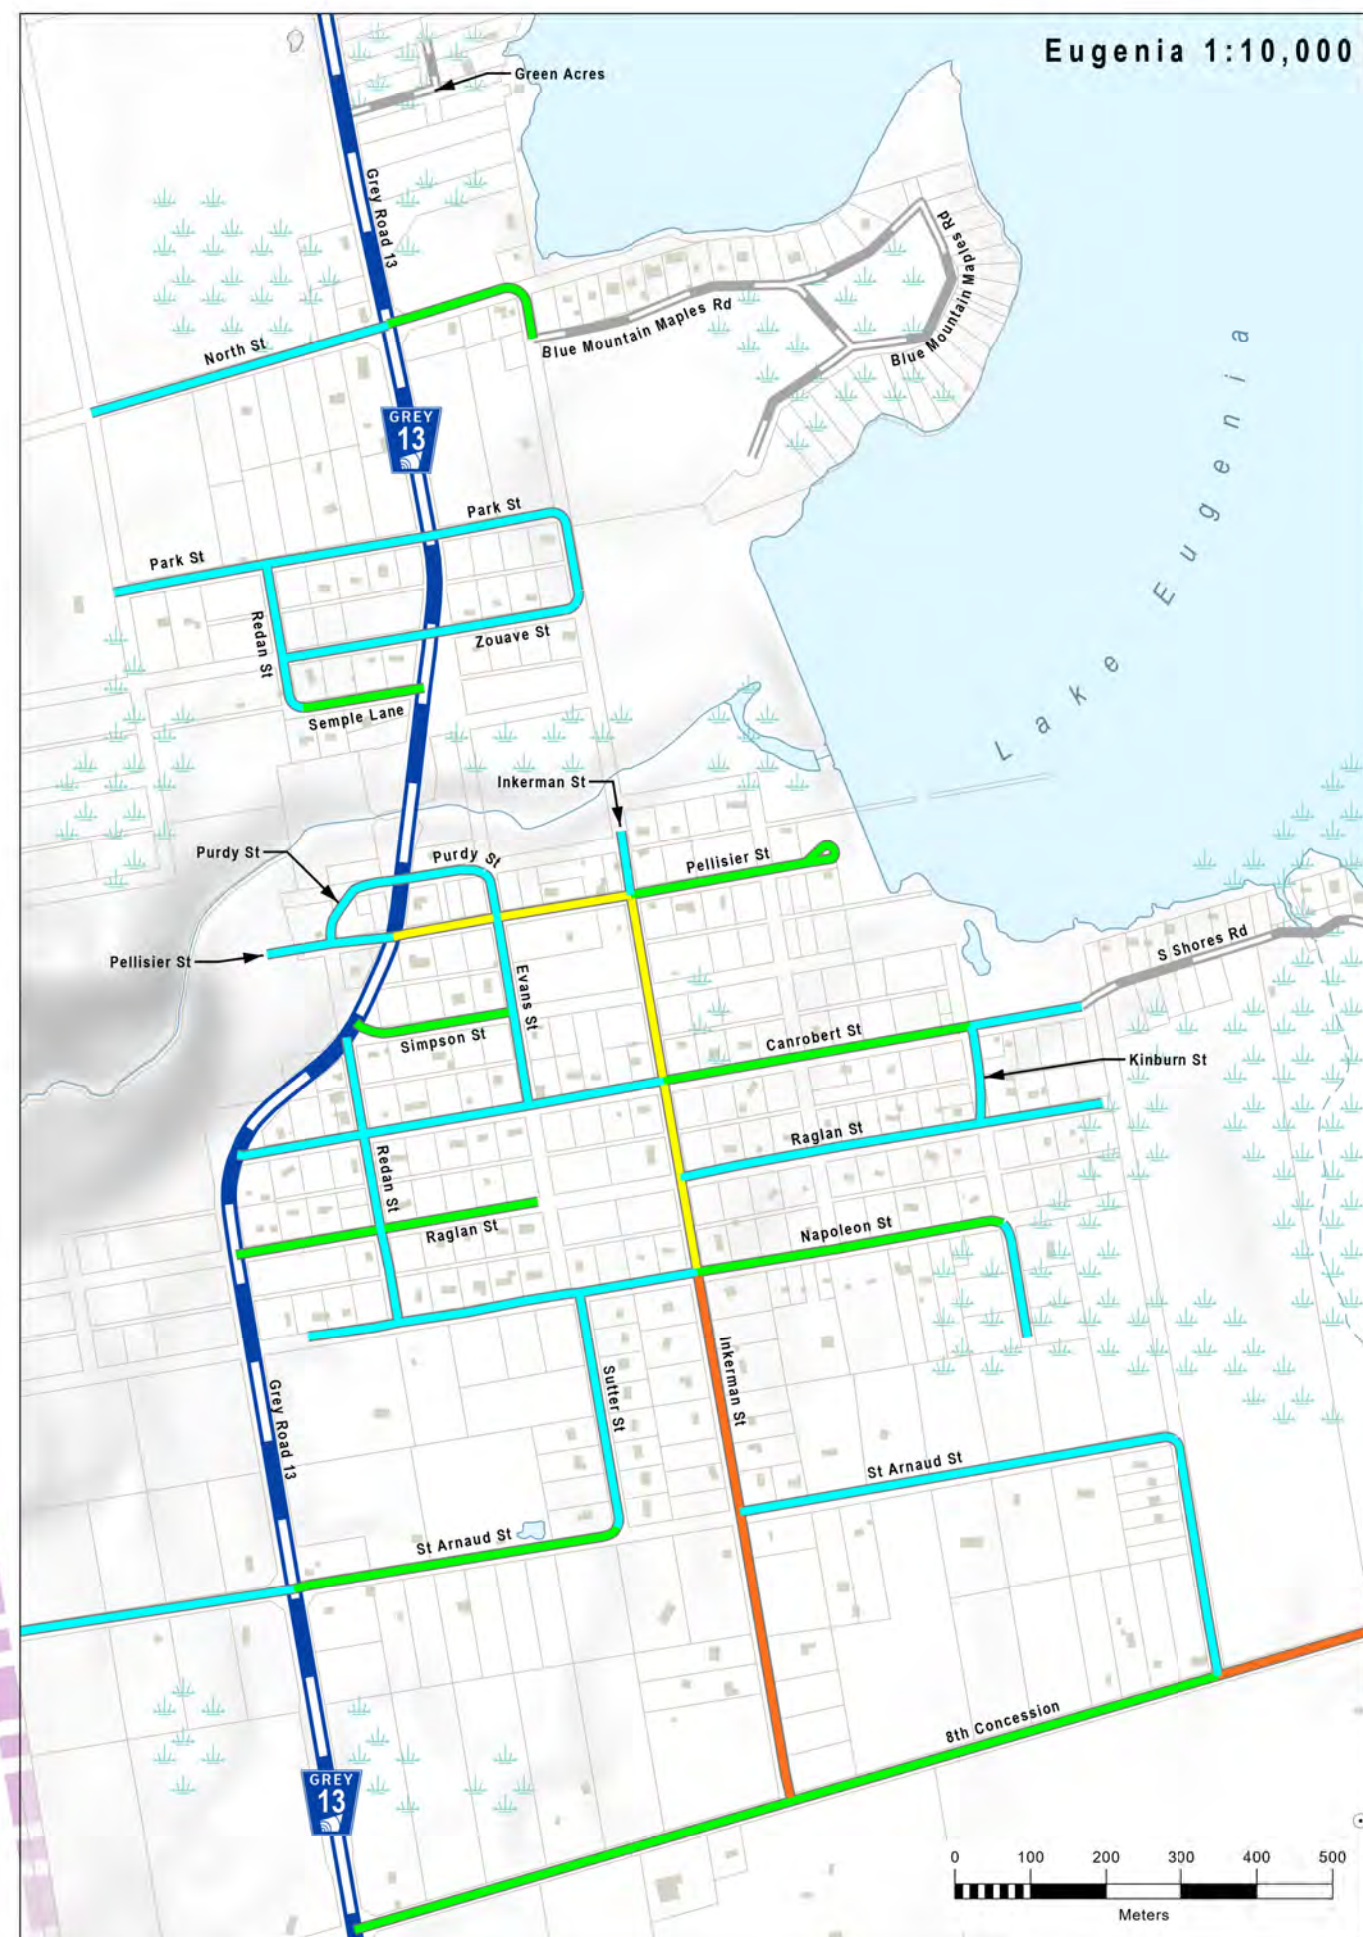 Eugenia 1:10,000
Green Acres
Grey Road 13
Blue Mountain Maples Rd
North St
Blue Mountain Maples Rd
Blue Mountain Maples Rd
GREY
13
Lake Eugenia
Park St
Park St
Redan St
Zouave St
Semple Lane
Inkerman St
Purdy St
Purdy St
Pellisier St
Pellisier St
S Shores Rd
Evans St
Simpson St
Canrobert St
Kinburn St
Raglan St
Redan St
Raglan St
Napoleon St
Inkerman St
Sutter St
Grey Road 13
St Arnaud St
St Arnaud St
8th Concession
GREY
13
0 100 200 300 400 500
Meters